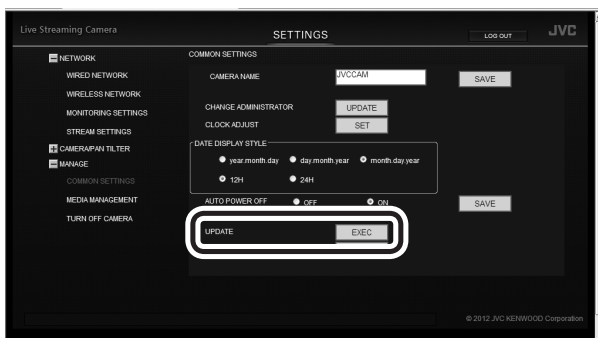 Live Streaming Camera
SETTINGS
LOG OUT
JVC
NETWORK
WIRED NETWORK
WIRELESS NETWORK
MONITORING SETTINGS
STREAM SETTINGS
CAMERA/PAN TILTER
MANAGE
COMMON SETTINGS
MEDIA MANAGEMENT
TURN OFF CAMERA
COMMON SETTINGS
CAMERA NAME JVCCAM SAVE
CHANGE ADMINISTRATOR UPDATE
CLOCK ADJUST SET
DATE DISPLAY STYLE
year.month.day day.month.year month.day.year
12H 24H
AUTO POWER OFF OFF ON SAVE
UPDATE EXEC
© 2012 JVC KENWOOD Corporation